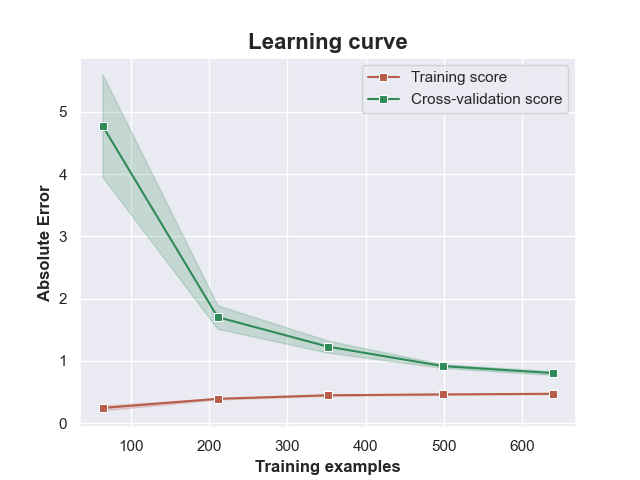 Learning curve
Training score
Cross-validation score
Absolute Error
5
4
3
2
1
0
100 200 300 400 500 600
Training examples